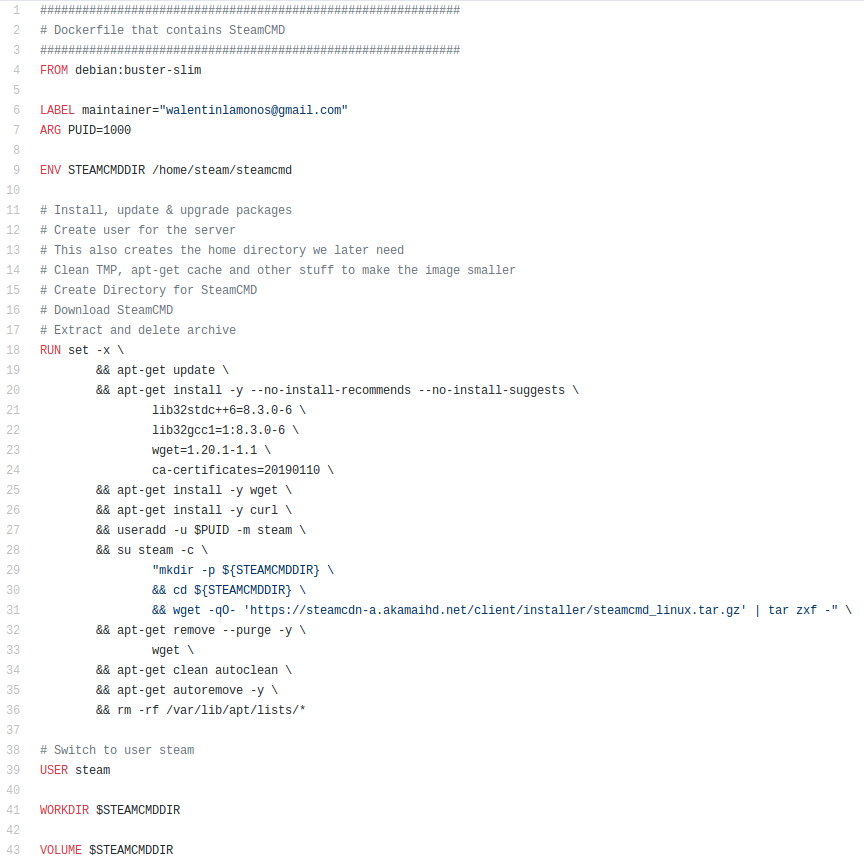 1 ############################################################
2 # Dockerfile that contains SteamCMD
3 ############################################################
4 FROM debian:buster-slim
5
6 LABEL maintainer="walentinlamonos@gmail.com"
7 ARG PUID=1000
8
9 ENV STEAMCMDDIR /home/steam/steamcmd
10
11 # Install, update & upgrade packages
12 # Create user for the server
13 # This also creates the home directory we later need
14 # Clean TMP, apt-get cache and other stuff to make the image smaller
15 # Create Directory for SteamCMD
16 # Download SteamCMD
17 # Extract and delete archive
18 RUN set -x \
19 && apt-get update \
20 && apt-get install -y --no-install-recommends --no-install-suggests \
21 lib32stdc++6=8.3.0-6 \
22 lib32gcc1=1:8.3.0-6 \
23 wget=1.20.1-1.1 \
24 ca-certificates=20190110 \
25 && apt-get install -y wget \
26 && apt-get install -y curl \
27 && useradd -u $PUID -m steam \
28 && su steam -c \
29 "mkdir -p ${STEAMCMDDIR} \
30 && cd ${STEAMCMDDIR} \
31 && wget -qO- 'https://steamcdn-a.akamaihd.net/client/installer/steamcmd_linux.tar.gz' | tar zxf -" \
32 && apt-get remove --purge -y \
33 wget \
34 && apt-get clean autoclean \
35 && apt-get autoremove -y \
36 && rm -rf /var/lib/apt/lists/*
37
38 # Switch to user steam
39 USER steam
40
41 WORKDIR $STEAMCMDDIR
42
43 VOLUME $STEAMCMDDIR